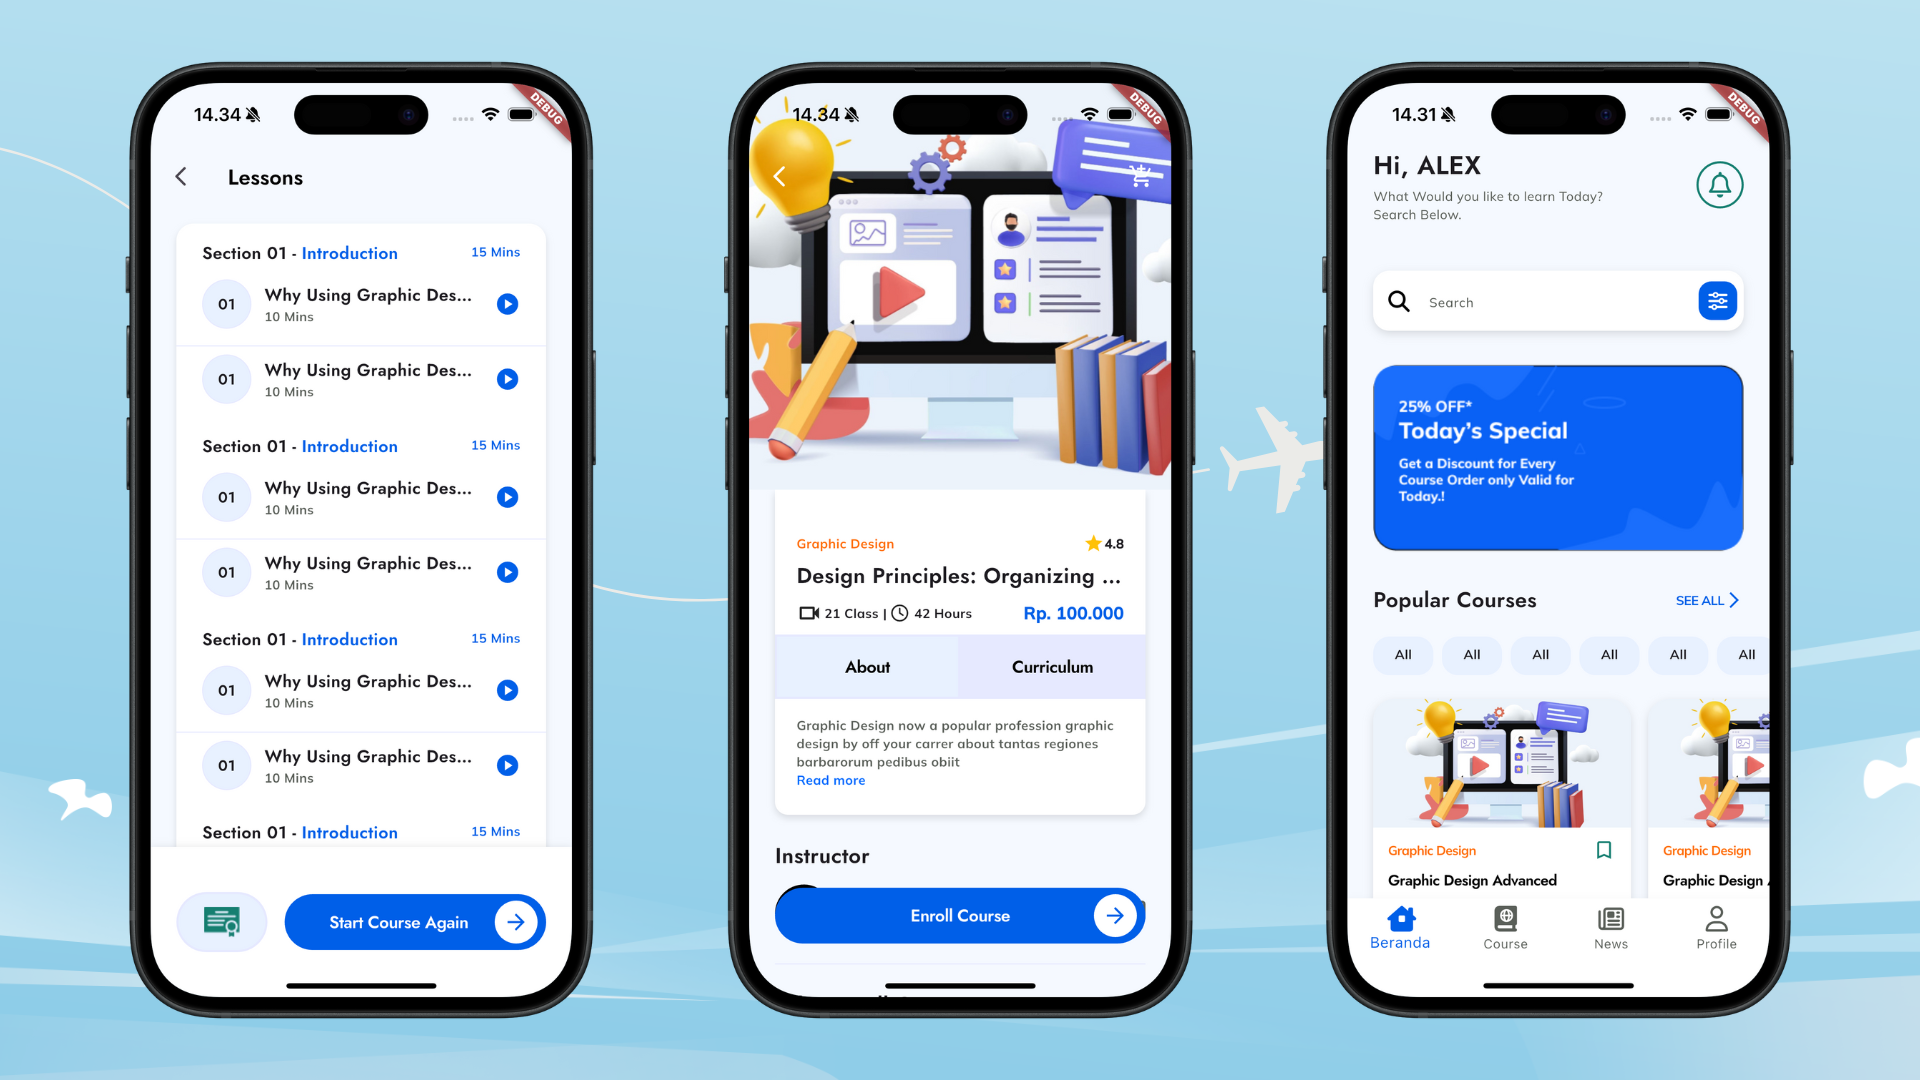 14.34
DEBUG
Lessons
Section 01 - Introduction
15 Mins
01
Why Using Graphic Des...
10 Mins
01
Why Using Graphic Des...
10 Mins
Section 01 - Introduction
15 Mins
01
Why Using Graphic Des...
10 Mins
01
Why Using Graphic Des...
10 Mins
Section 01 - Introduction
15 Mins
01
Why Using Graphic Des...
10 Mins
01
Why Using Graphic Des...
10 Mins
Section 01 - Introduction
15 Mins
Start Course Again
14.34
DEBUG
Graphic Design
4.8
Design Principles: Organizing ...
21 Class | 42 Hours
Rp. 100.000
About
Curriculum
Graphic Design now a popular profession graphic
design by off your carrer about tantas regiones
barbarorum pedibus obiit
Read more
Instructor
Enroll Course
14.31
DEBUG
Hi, ALEX
What Would you like to learn Today?
Search Below.
Search
25% OFF*
Today's Special
Get a Discount for Every
Course Order only Valid for
Today.!
Popular Courses
SEE ALL
All
All
All
All
All
All
Graphic Design
Graphic Design Advanced
Graphic Design
Graphic Design
Beranda
Course
News
Profile